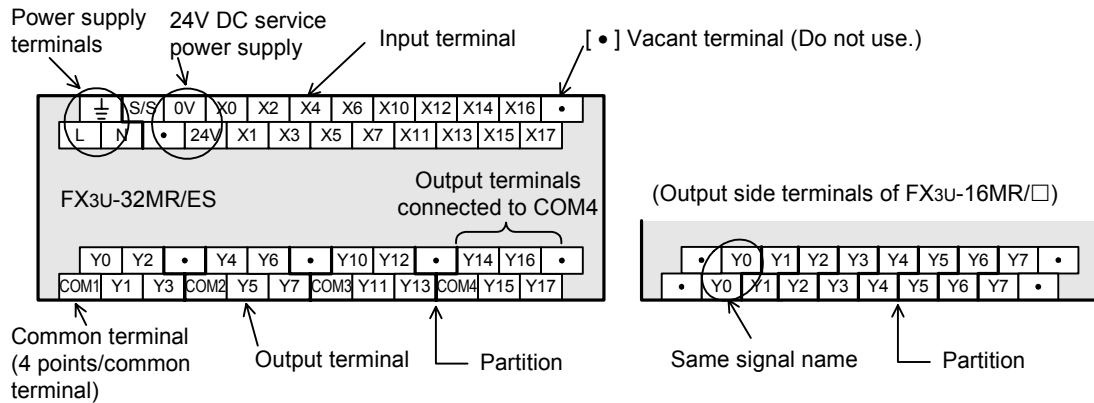 Power supply terminals
24V DC service power supply
Input terminal
[ • ] Vacant terminal (Do not use.)
⏚ S/S 0V X0 X2 X4 X6 X10 X12 X14 X16 •
L N • 24V X1 X3 X5 X7 X11 X13 X15 X17
FX3U-32MR/ES
Output terminals connected to COM4
Y0 Y2 • Y4 Y6 • Y10 Y12 • Y14 Y16 •
COM1 Y1 Y3 COM2 Y5 Y7 COM3 Y11 Y13 COM4 Y15 Y17
Common terminal (4 points/common terminal)
Output terminal
Partition
(Output side terminals of FX3U-16MR/□)
• Y0 Y1 Y2 Y3 Y4 Y5 Y6 Y7 •
• Y0 Y1 Y2 Y3 Y4 Y5 Y6 Y7 •
Same signal name
Partition